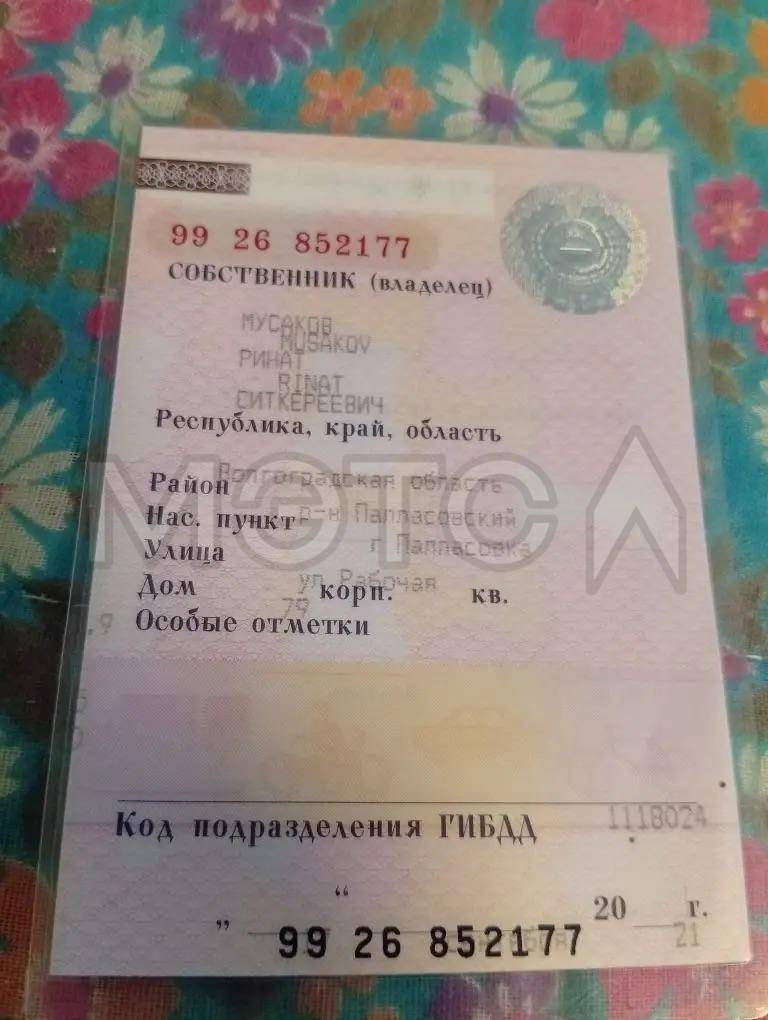 99 26 852177
СОБСТВЕННИК (владелец)
МУСАКОВ
MUSAKOV
РИНАТ
RINAT
СИТКЕРЕЕВИЧ
Республика, край, область
Волгоградская область
Район
р-н Палласовский
Нас. пункт
г Палласовка
Улица
ул Рабочая
Дом 79 корп. кв.
Особые отметки
МЭТС
Код подразделения ГИБДД 1118024
“ ” 20 21 г.
99 26 852177